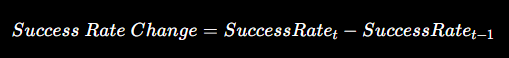 Success Rate Change = SuccessRate_t − SuccessRate_{t−1}